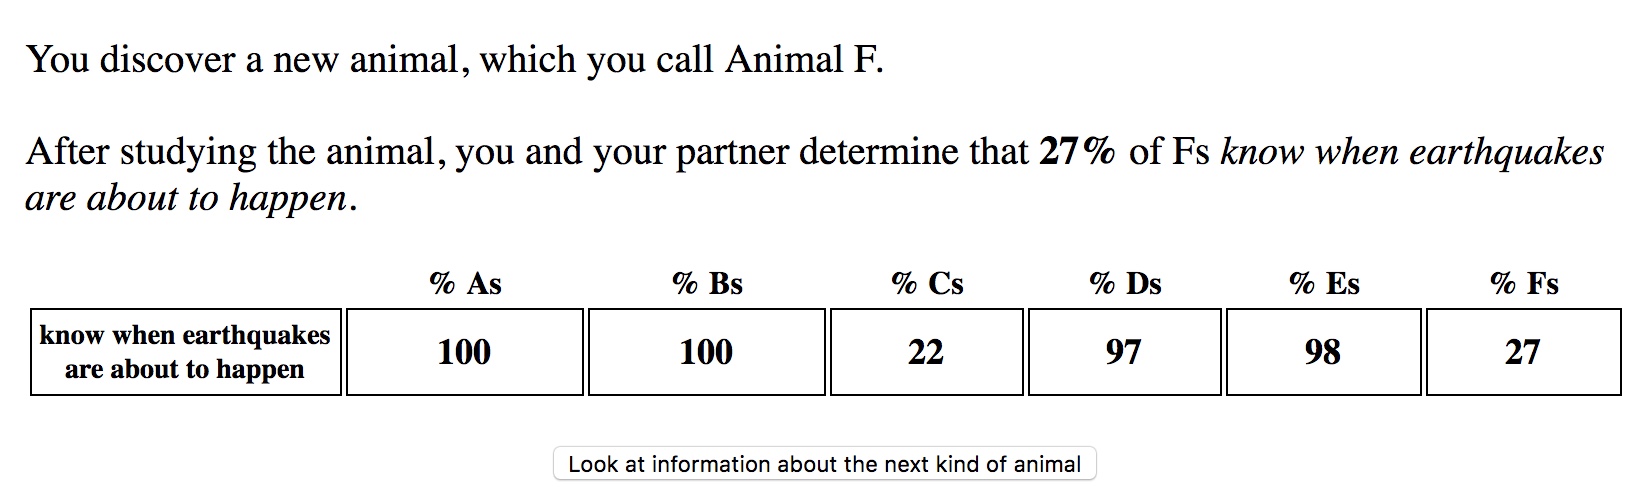 You discover a new animal, which you call Animal F.
After studying the animal, you and your partner determine that 27% of Fs know when earthquakes
are about to happen.
% As % Bs % Cs % Ds % Es % Fs
know when earthquakes
are about to happen
100 100 22 97 98 27
Look at information about the next kind of animal